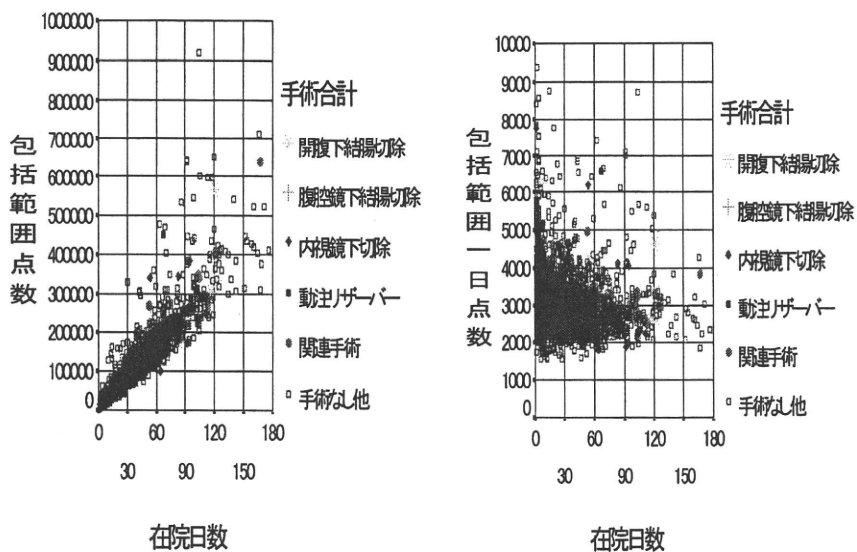 1000000
900000
800000
700000
600000
500000
400000
300000
200000
100000
0
0
60
120
180
30
90
150
包括範囲点数
在院日数
手術合計
開腹下結腸切除
腹腔鏡下結腸切除
内視鏡下切除
動注リザーバー
関連手術
手術なし他
10000
9000
8000
7000
6000
5000
4000
3000
2000
1000
0
0
60
120
180
30
90
150
包括範囲一日点数
在院日数
手術合計
開腹下結腸切除
腹腔鏡下結腸切除
内視鏡下切除
動注リザーバー
関連手術
手術なし他